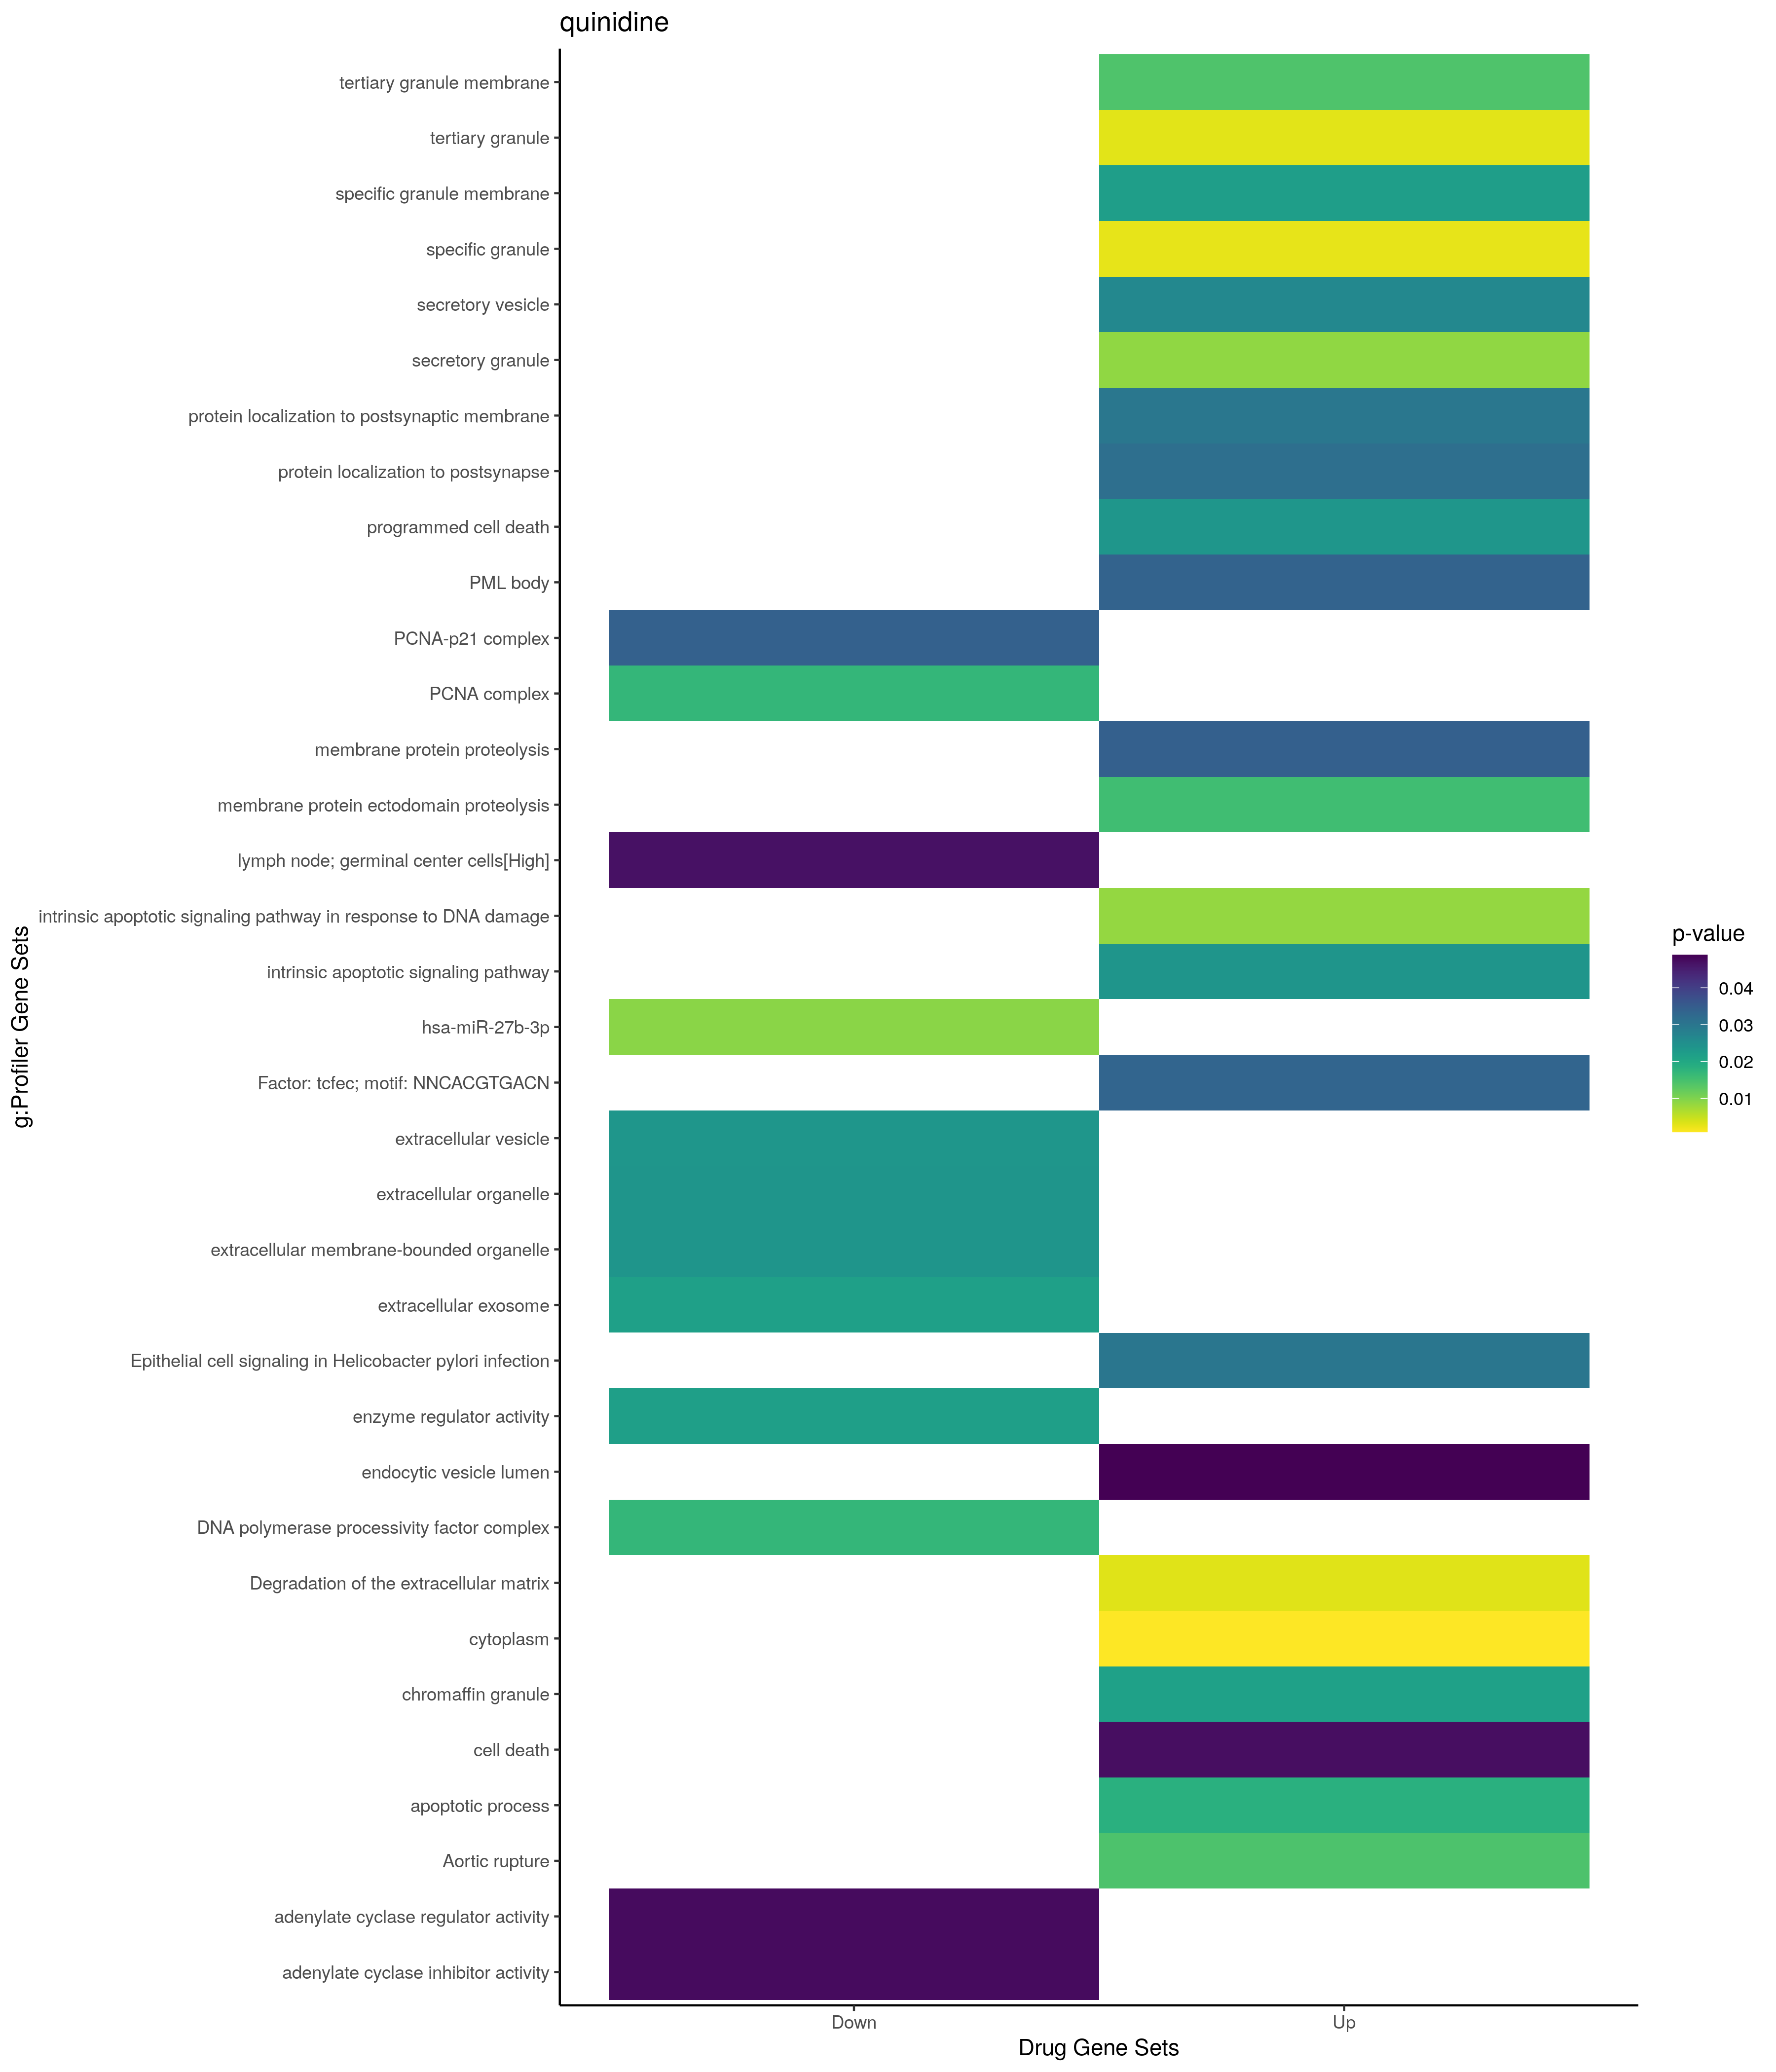 quinidine
tertiary granule membrane
tertiary granule
specific granule membrane
specific granule
secretory vesicle
secretory granule
protein localization to postsynaptic membrane
protein localization to postsynapse
programmed cell death
PML body
PCNA-p21 complex
PCNA complex
membrane protein proteolysis
membrane protein ectodomain proteolysis
lymph node; germinal center cells[High]
intrinsic apoptotic signaling pathway in response to DNA damage
intrinsic apoptotic signaling pathway
hsa-miR-27b-3p
Factor: tcfec; motif: NNCACGTGACN
extracellular vesicle
extracellular organelle
extracellular membrane-bounded organelle
extracellular exosome
Epithelial cell signaling in Helicobacter pylori infection
enzyme regulator activity
endocytic vesicle lumen
DNA polymerase processivity factor complex
Degradation of the extracellular matrix
cytoplasm
chromaffin granule
cell death
apoptotic process
Aortic rupture
adenylate cyclase regulator activity
adenylate cyclase inhibitor activity
g:Profiler Gene Sets
Down
Up
Drug Gene Sets
p-value
0.04
0.03
0.02
0.01